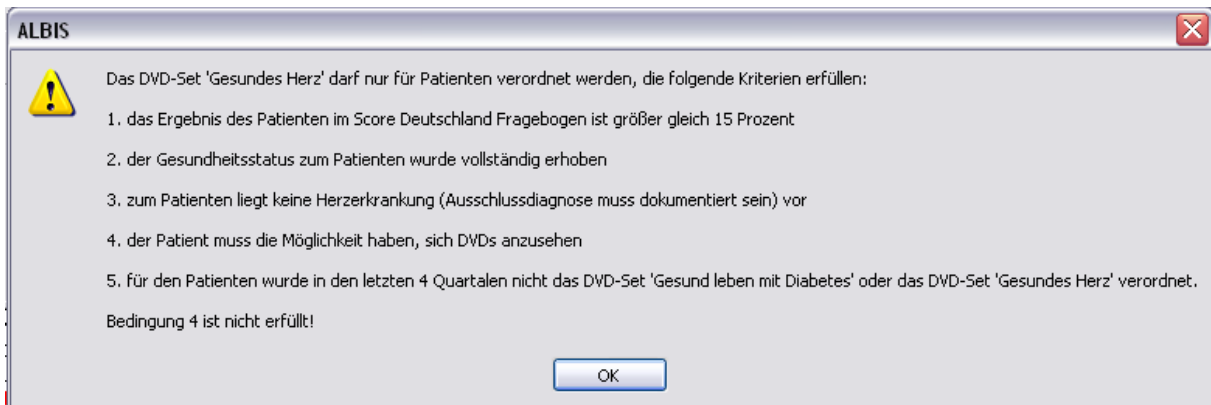 ALBIS
Das DVD-Set 'Gesundes Herz' darf nur für Patienten verordnet werden, die folgende Kriterien erfüllen:
1. das Ergebnis des Patienten im Score Deutschland Fragebogen ist größer gleich 15 Prozent
2. der Gesundheitsstatus zum Patienten wurde vollständig erhoben
3. zum Patienten liegt keine Herzerkrankung (Ausschlussdiagnose muss dokumentiert sein) vor
4. der Patient muss die Möglichkeit haben, sich DVDs anzusehen
5. für den Patienten wurde in den letzten 4 Quartalen nicht das DVD-Set 'Gesund leben mit Diabetes' oder das DVD-Set 'Gesundes Herz' verordnet.
Bedingung 4 ist nicht erfüllt!
OK